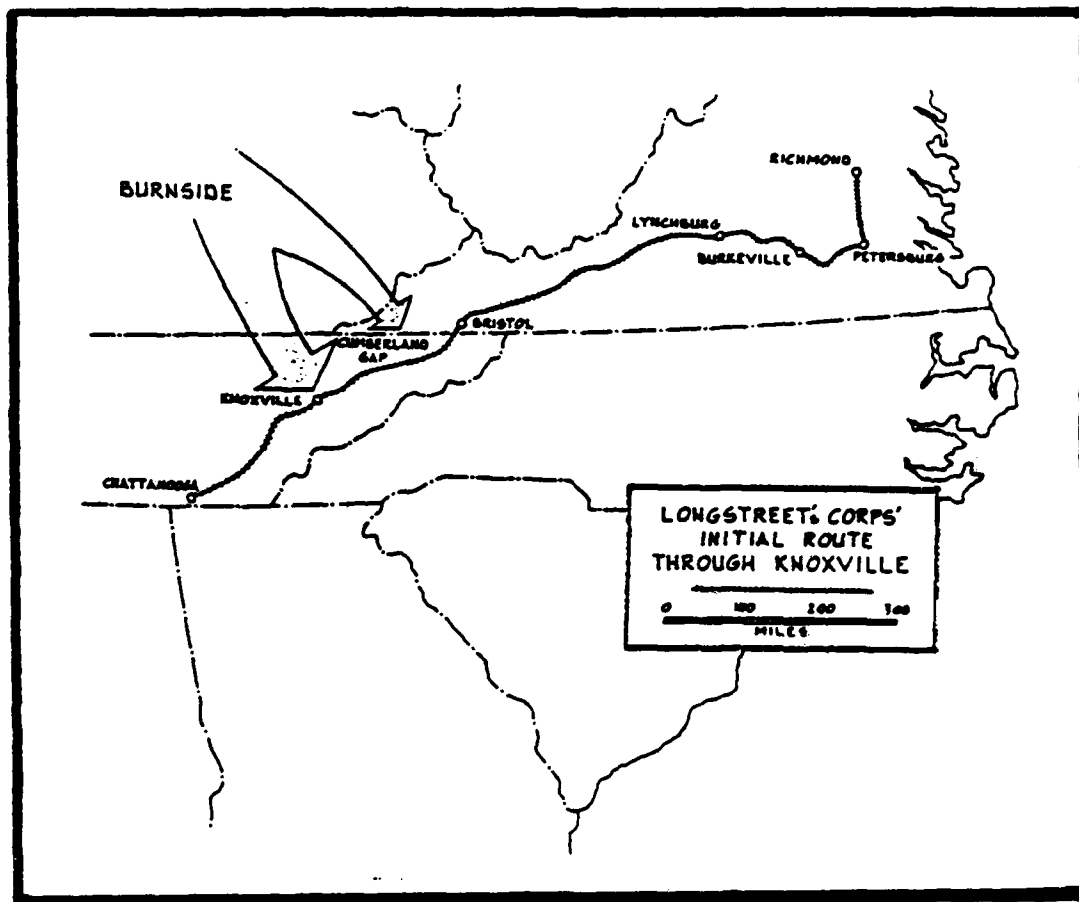 RICHMOND
BURNSIDE
LYNCHBURG
BURKEVILLE
PETERSBURG
BRISTOL
CUMBERLAND
GAP
KNOXVILLE
CHATTANOOGA
LONGSTREET'S CORPS'
INITIAL ROUTE
THROUGH KNOXVILLE
0 100 200 300
MILES